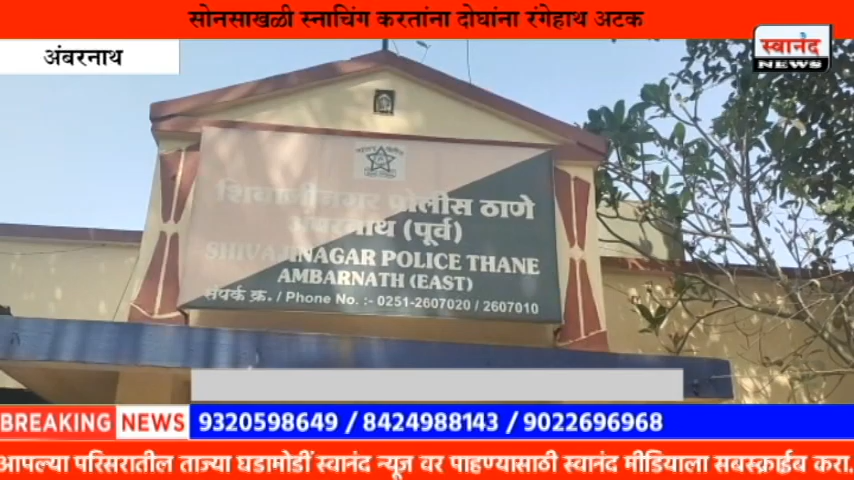 सोनसाखळी स्नाचिंग करतांना दोघांना रंगेहाथ अटक
अंबरनाथ
स्वानंद
NEWS
शिवाजीनगर पोलीस ठाणे
अंबरनाथ (पूर्व)
SHIVAJINAGAR POLICE THANE
AMBARNATH (EAST)
संपर्क क्र. / Phone No. :- 0251-2607020 / 2607010
BREAKING NEWS 9320598649 / 8424988143 / 9022696968
आपल्या परिसरातील ताज्या घडामोडीं स्वानंद न्यूज वर पाहण्यासाठी स्वानंद मीडियाला सबस्क्राईब करा.